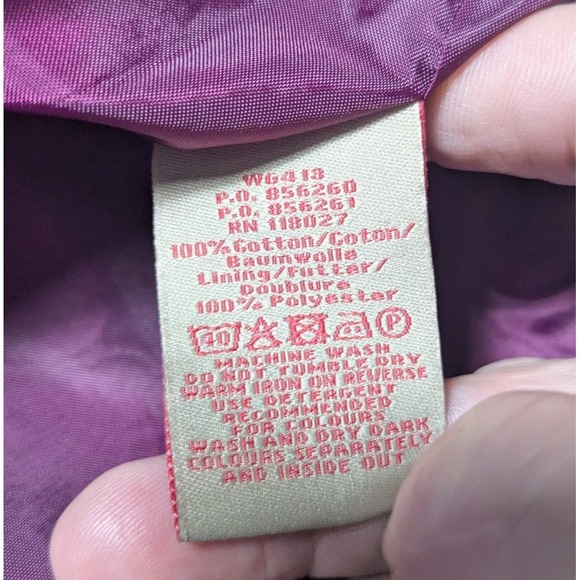 WG413
P.O. 856260
P.O. 856261
RN 118027
100% Cotton/Coton/
Baumwolle
Lining/Futter/
Doublure
100% Polyester
40 P
MACHINE WASH
DO NOT TUMBLE DRY
WARM IRON ON REVERSE
USE DETERGENT
RECOMMENDED
FOR COLOURS
WASH AND DRY DARK
COLOURS SEPARATELY
AND INSIDE OUT